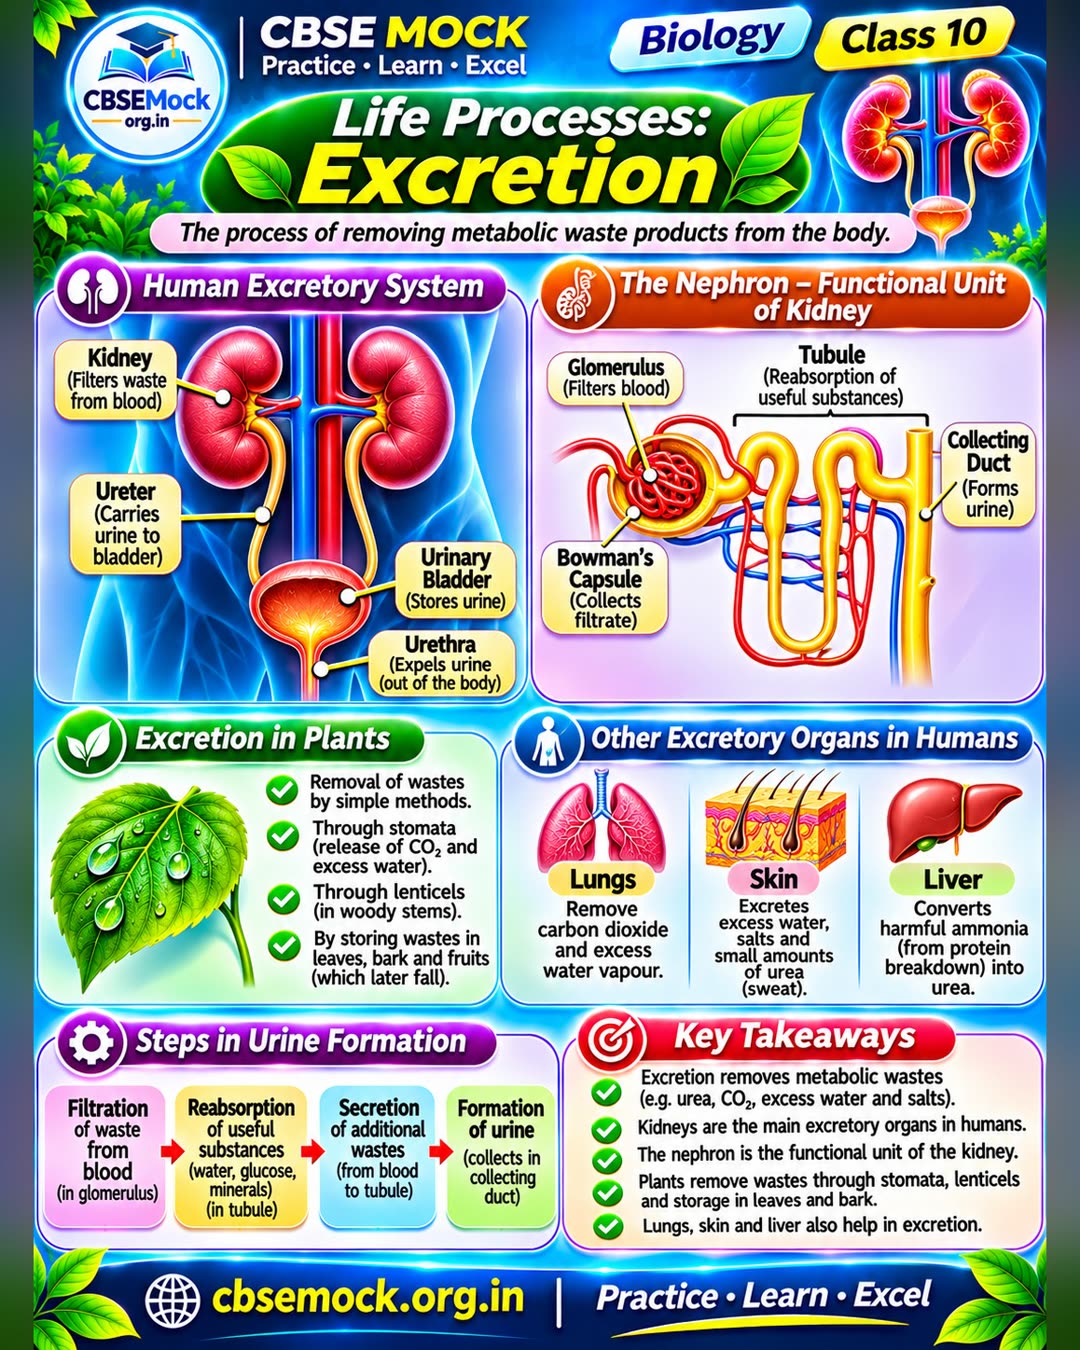 CBSEMock
org.in
CBSE MOCK
Practice • Learn • Excel
Biology
Class 10
Life Processes:
Excretion
The process of removing metabolic waste products from the body.
Human Excretory System
Kidney
(Filters waste
from blood)
Ureter
(Carries
urine to
bladder)
Urinary
Bladder
(Stores urine)
Urethra
(Expels urine
(out of the body)
The Nephron – Functional Unit
of Kidney
Glomerulus
(Filters blood)
Tubule
(Reabsorption of
useful substances)
Collecting
Duct
(Forms
urine)
Bowman's
Capsule
(Collects
filtrate)
Excretion in Plants
Removal of wastes
by simple methods.
Through stomata
(release of CO₂ and
excess water).
Through lenticels
(in woody stems).
By storing wastes in
leaves, bark and fruits
(which later fall).
Other Excretory Organs in Humans
Lungs
Remove
carbon dioxide
and excess
water vapour.
Skin
Excretes
excess water,
salts and
small amounts
of urea
(sweat).
Liver
Converts
harmful ammonia
(from protein
breakdown) into
urea.
Steps in Urine Formation
Filtration
of waste
from
blood
(in glomerulus)
Reabsorption
of useful
substances
(water, glucose,
minerals)
(in tubule)
Secretion
of additional
wastes
(from blood
to tubule)
Formation
of urine
(collects in
collecting
duct)
Key Takeaways
Excretion removes metabolic wastes
(e.g. urea, CO₂, excess water and salts).
Kidneys are the main excretory organs in humans.
The nephron is the functional unit of the kidney.
Plants remove wastes through stomata, lenticels
and storage in leaves and bark.
Lungs, skin and liver also help in excretion.
cbsemock.org.in
Practice • Learn • Excel